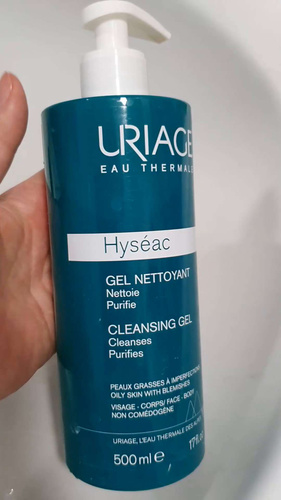 URIAGE
EAU THERMALE
Hyséac
GEL NETTOYANT
Nettoie
Purifie
CLEANSING GEL
Cleanses
Purifies
PEAUX GRASSES À IMPERFECTIONS
OILY SKIN WITH BLEMISHES
VISAGE - CORPS / FACE - BODY
NON COMÉDOGÈNE
URIAGE, L'EAU THERMALE DES ALPES
500 ml e